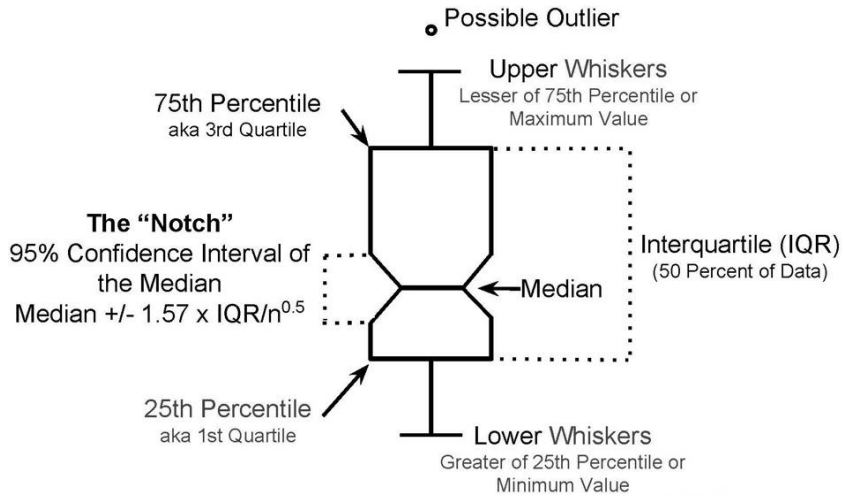 Possible Outlier
Upper Whiskers
Lesser of 75th Percentile or
Maximum Value
75th Percentile
aka 3rd Quartile
The “Notch”
95% Confidence Interval of
the Median
Median +/- 1.57 x IQR/n^0.5
Interquartile (IQR)
(50 Percent of Data)
Median
25th Percentile
aka 1st Quartile
Lower Whiskers
Greater of 25th Percentile or
Minimum Value